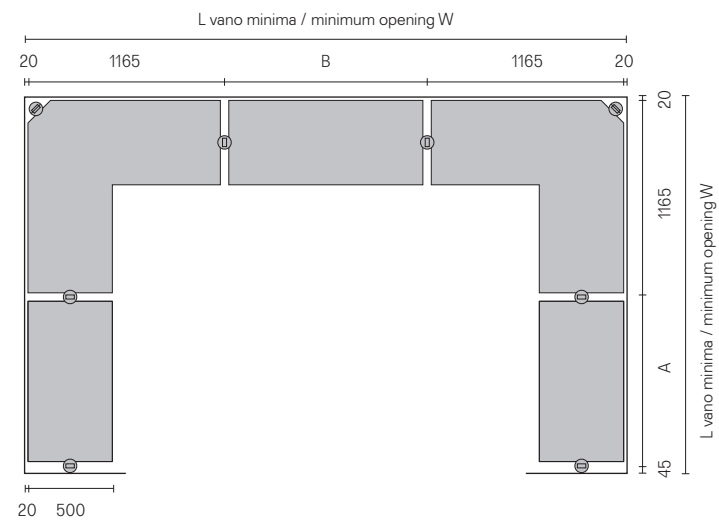 L vano minima / minimum opening W
20 1165 B 1165 20
20
1165
A
45
L vano minima / minimum opening W
20 500